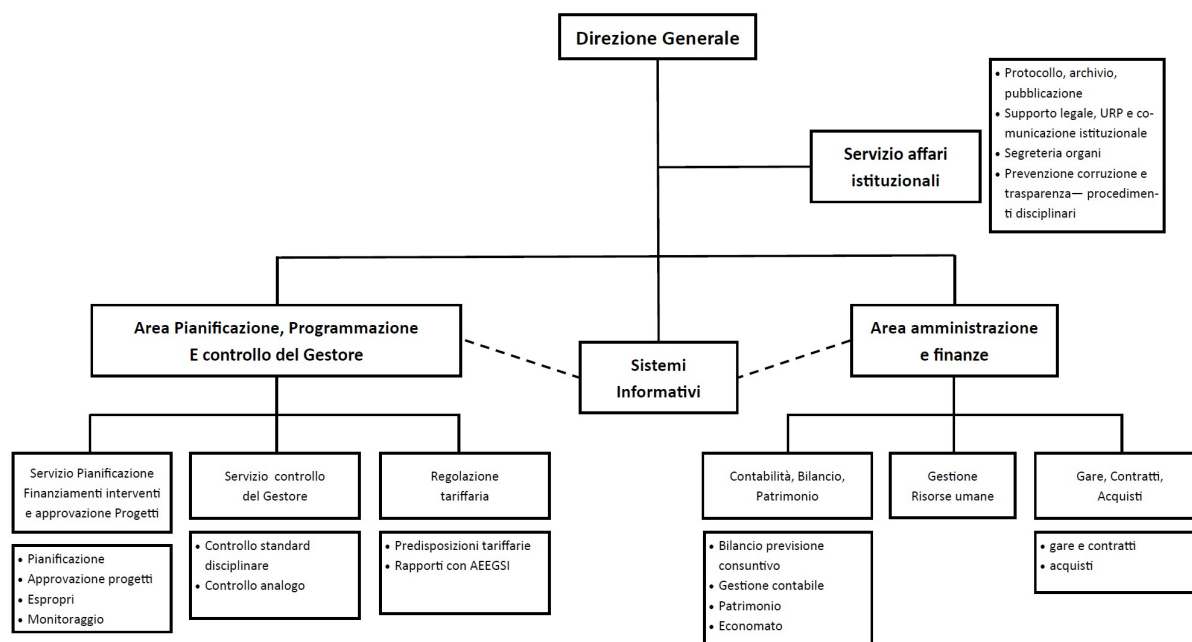 Direzione Generale
• Protocollo, archivio,
pubblicazione
• Supporto legale, URP e co-
municazione istituzionale
• Segreteria organi
• Prevenzione corruzione e
trasparenza— procedimen-
ti disciplinari
Servizio affari
istituzionali
Area Pianificazione, Programmazione
E controllo del Gestore
Sistemi
Informativi
Area amministrazione
e finanze
Servizio Pianificazione
Finanziamenti interventi
e approvazione Progetti
• Pianificazione
• Approvazione progetti
• Espropri
• Monitoraggio
Servizio controllo
del Gestore
• Controllo standard
disciplinare
• Controllo analogo
Regolazione
tariffaria
• Predisposizioni tariffarie
• Rapporti con AEEGSI
Contabilità, Bilancio,
Patrimonio
• Bilancio previsione
consuntivo
• Gestione contabile
• Patrimonio
• Economato
Gestione
Risorse umane
Gare, Contratti,
Acquisti
• gare e contratti
• acquisti